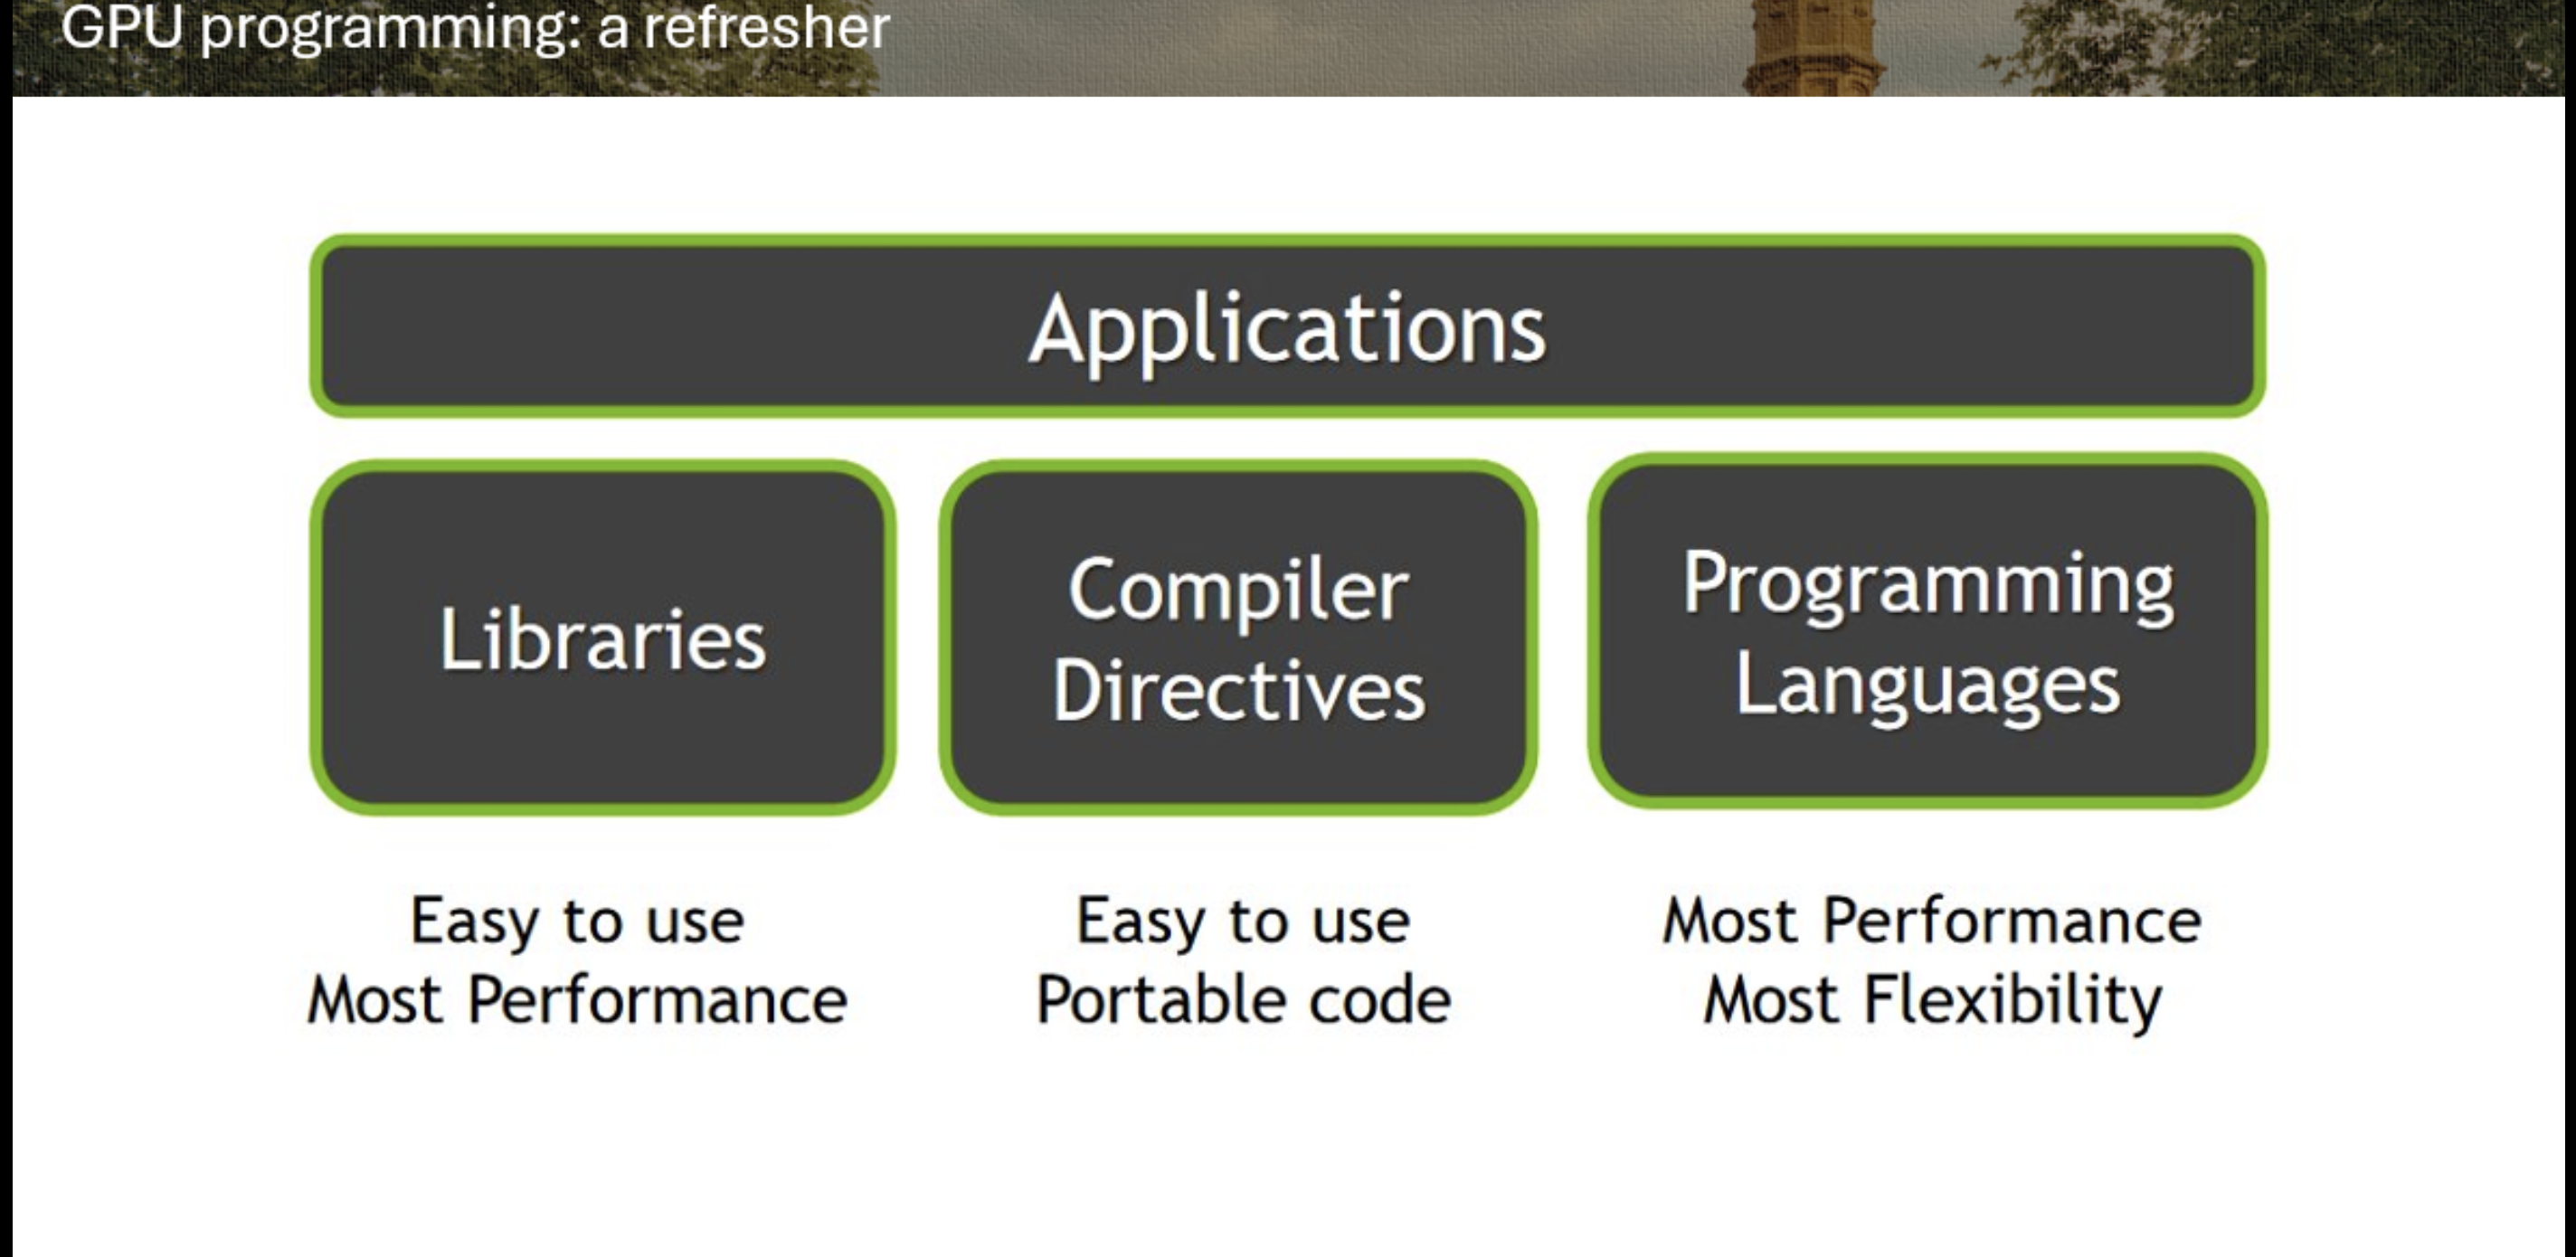 GPU programming: a refresher
Applications
Libraries
Compiler
Directives
Programming
Languages
Easy to use
Most Performance
Easy to use
Portable code
Most Performance
Most Flexibility